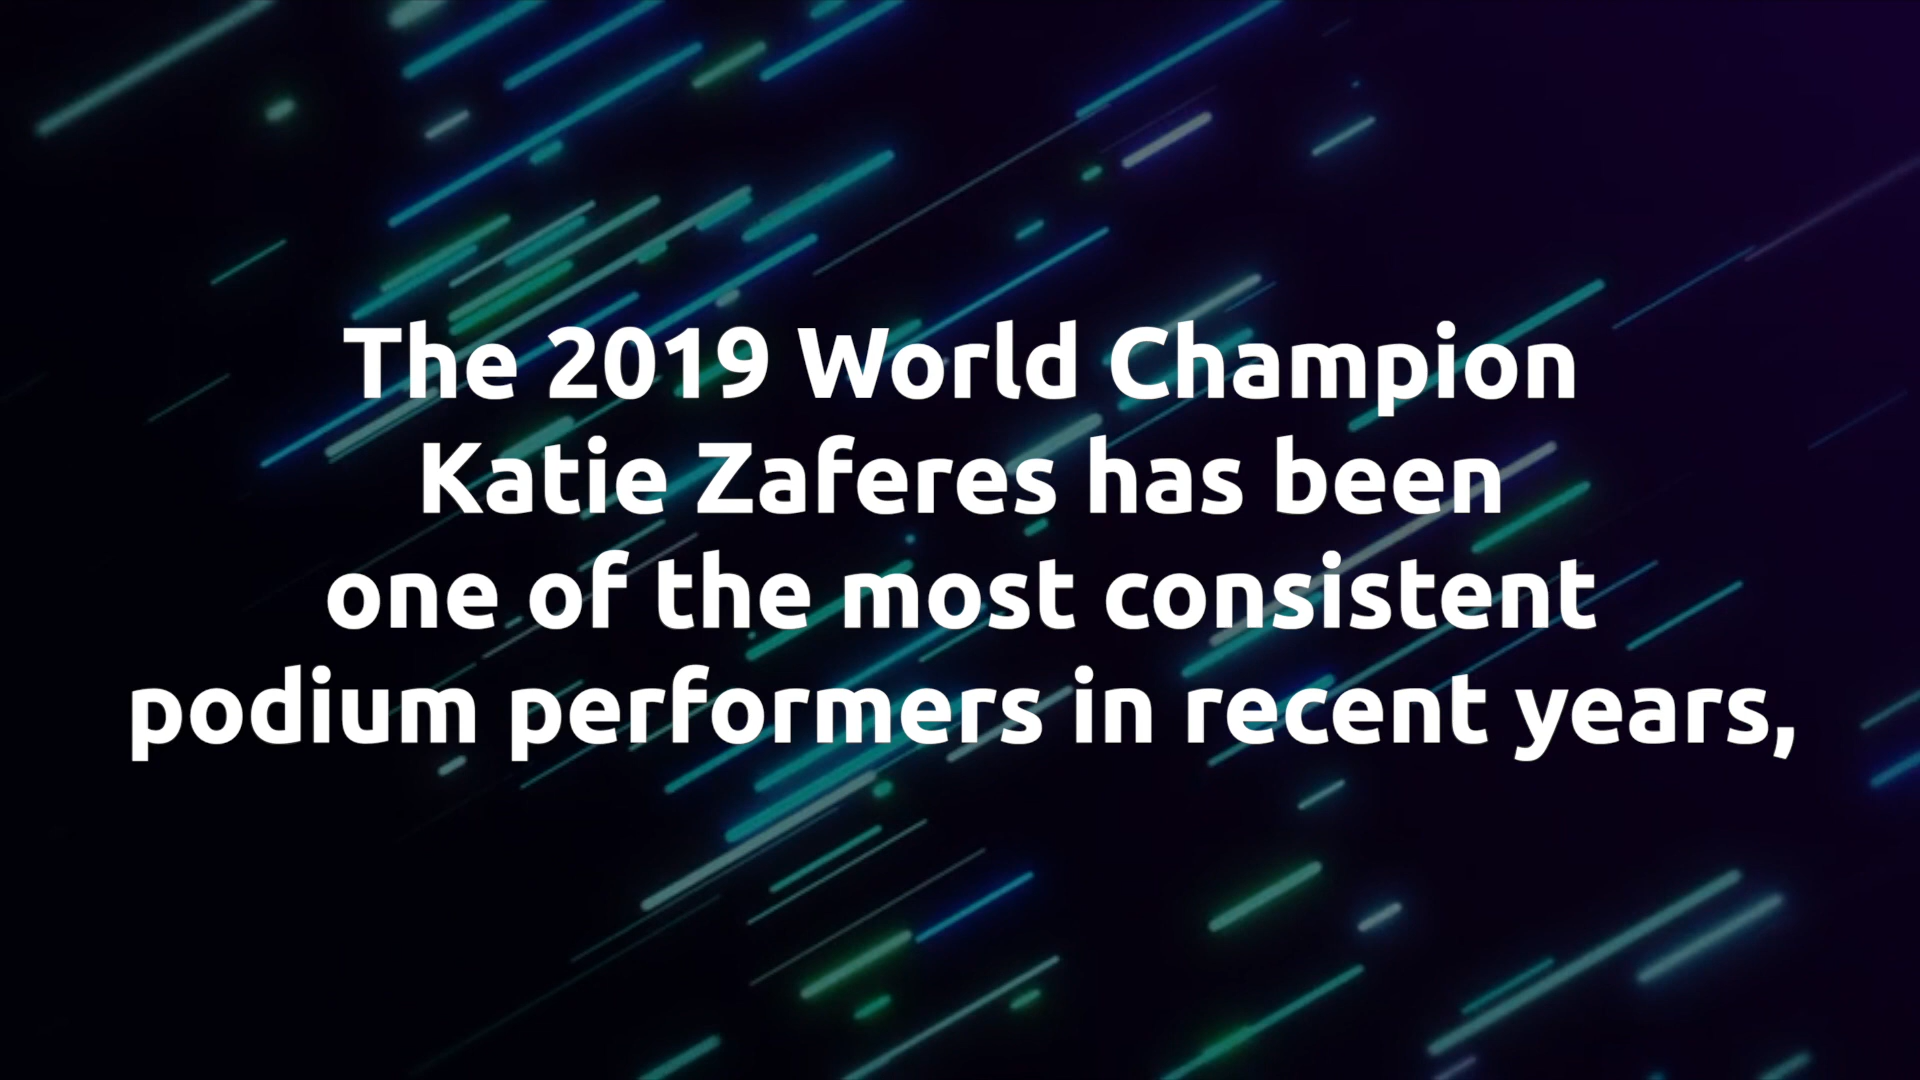 The 2019 World Champion
Katie Zaferes has been
one of the most consistent
podium performers in recent years,